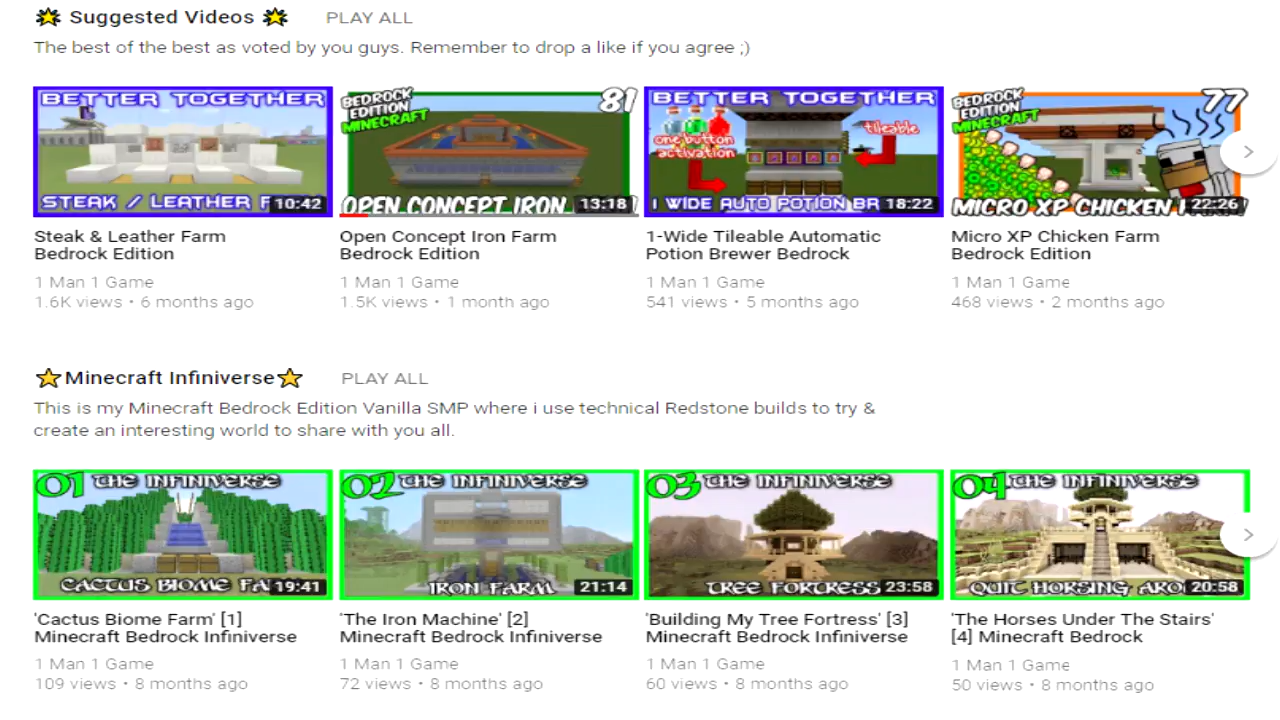 🌟 Suggested Videos 🌟 PLAY ALL
The best of the best as voted by you guys. Remember to drop a like if you agree ;)
BETTER TOGETHER
STEAK / LEATHER F
10:42
BEDROCK
EDITION
MINECRAFT
81
OPEN CONCEPT IRON
13:18
BETTER TOGETHER
one button
activation
tileable
1 WIDE AUTO POTION BR
18:22
BEDROCK
EDITION
MINECRAFT
77
MICRO XP CHICKEN
22:26
Steak & Leather Farm
Bedrock Edition
1 Man 1 Game
1.6K views • 6 months ago
Open Concept Iron Farm
Bedrock Edition
1 Man 1 Game
1.5K views • 1 month ago
1-Wide Tileable Automatic
Potion Brewer Bedrock
1 Man 1 Game
541 views • 5 months ago
Micro XP Chicken Farm
Bedrock Edition
1 Man 1 Game
468 views • 2 months ago
⭐Minecraft Infiniverse⭐ PLAY ALL
This is my Minecraft Bedrock Edition Vanilla SMP where i use technical Redstone builds to try &
create an interesting world to share with you all.
01 THE INFINIVERSE
CACTUS BIOME FA
19:41
02 THE INFINIVERSE
IRON FARM
21:14
03 THE INFINIVERSE
TREE FORTRESS
23:58
04 THE INFINIVERSE
QUIT HORSING ARO
20:58
'Cactus Biome Farm' [1]
Minecraft Bedrock Infiniverse
1 Man 1 Game
109 views • 8 months ago
'The Iron Machine' [2]
Minecraft Bedrock Infiniverse
1 Man 1 Game
72 views • 8 months ago
'Building My Tree Fortress' [3]
Minecraft Bedrock Infiniverse
1 Man 1 Game
60 views • 8 months ago
'The Horses Under The Stairs'
[4] Minecraft Bedrock
1 Man 1 Game
50 views • 8 months ago